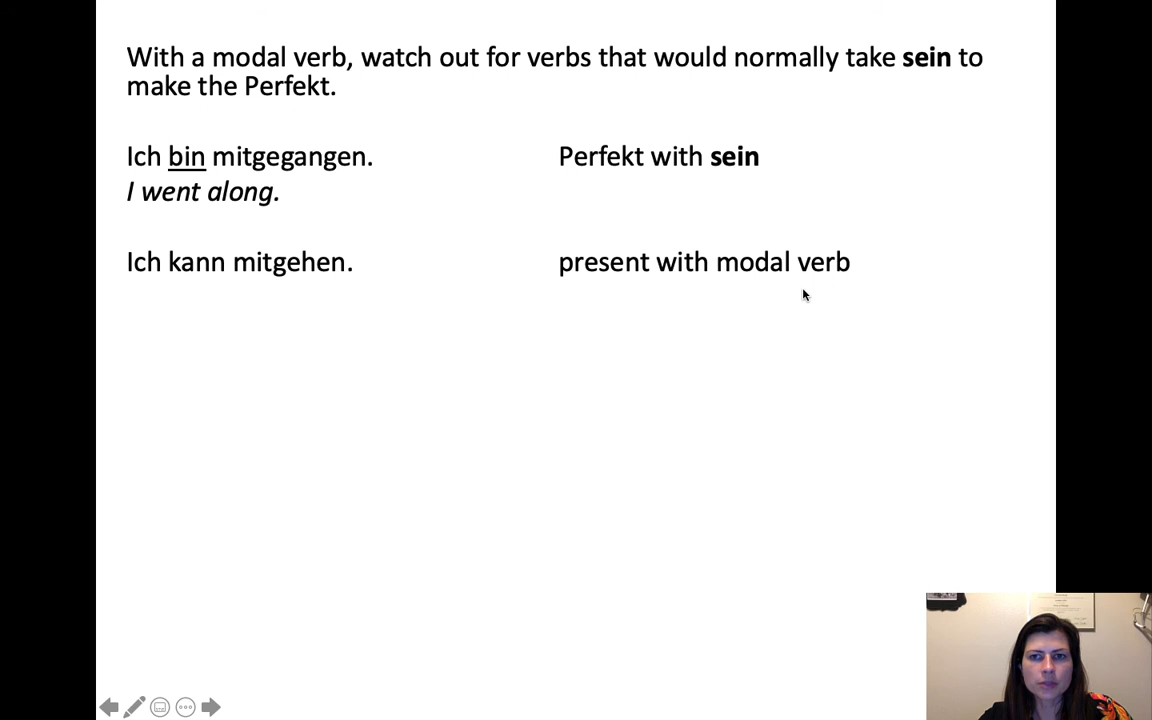 With a modal verb, watch out for verbs that would normally take sein to
make the Perfekt.
Ich bin mitgegangen. Perfekt with sein
I went along.
Ich kann mitgehen. present with modal verb